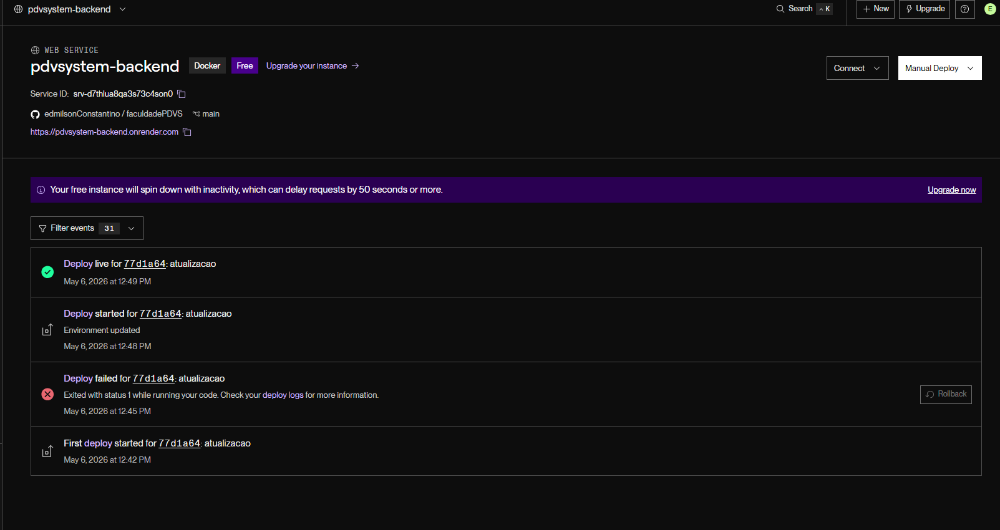 pdvsystem-backend
Search ^ K
+ New
Upgrade
E
WEB SERVICE
pdvsystem-backend Docker Free Upgrade your instance →
Connect
Manual Deploy
Service ID: srv-d7thlua8qa3s73c4son0
edmilsonConstantino / faculdadePDVS main
https://pdvsystem-backend.onrender.com
Your free instance will spin down with inactivity, which can delay requests by 50 seconds or more.
Upgrade now
Filter events 31
Deploy live for 77d1a64: atualizacao
May 6, 2026 at 12:49 PM
Deploy started for 77d1a64: atualizacao
Environment updated
May 6, 2026 at 12:48 PM
Deploy failed for 77d1a64: atualizacao
Exited with status 1 while running your code. Check your deploy logs for more information.
Rollback
May 6, 2026 at 12:45 PM
First deploy started for 77d1a64: atualizacao
May 6, 2026 at 12:42 PM